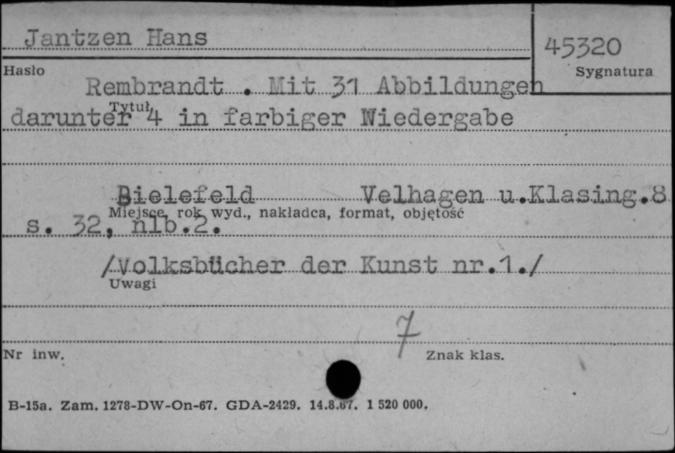 Jantzen Hans
45320
Hasło
Sygnatura
Rembrandt . Mit 31 Abbildungen
Tytuł
darunter 4 in farbiger Wiedergabe
Bielefeld Velhagen u.Klasing.8
Miejsce, rok wyd., nakładca, format, objętość
s. 32, nlb.2.
/Volksbücher der Kunst nr.1./
Uwagi
7
Nr inw.
Znak klas.
B-15a. Zam. 1278-DW-On-67. GDA-2429. 14.8.67. 1 520 000.